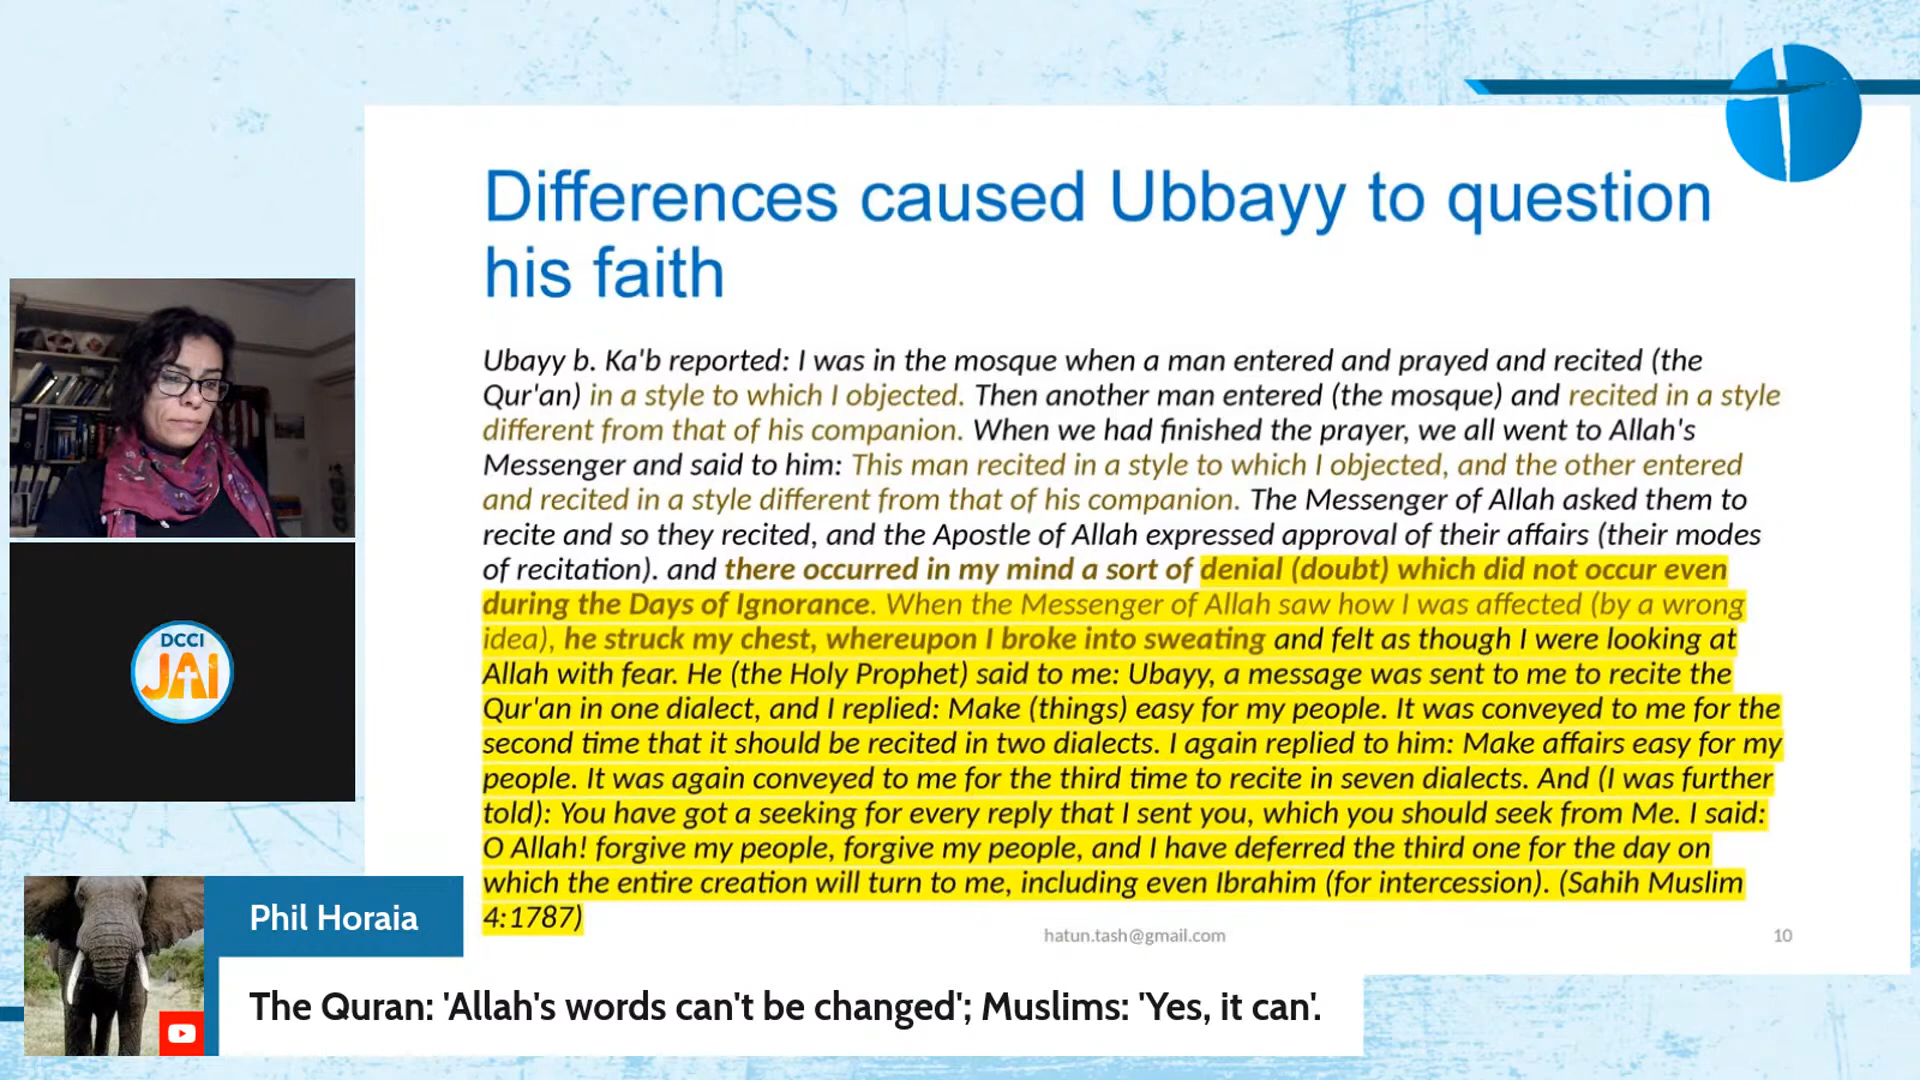 Differences caused Ubbayy to question
his faith
Ubayy b. Ka'b reported: I was in the mosque when a man entered and prayed and recited (the
Qur'an) in a style to which I objected. Then another man entered (the mosque) and recited in a style
different from that of his companion. When we had finished the prayer, we all went to Allah's
Messenger and said to him: This man recited in a style to which I objected, and the other entered
and recited in a style different from that of his companion. The Messenger of Allah asked them to
recite and so they recited, and the Apostle of Allah expressed approval of their affairs (their modes
of recitation). and there occurred in my mind a sort of denial (doubt) which did not occur even
during the Days of Ignorance. When the Messenger of Allah saw how I was affected (by a wrong
idea), he struck my chest, whereupon I broke into sweating and felt as though I were looking at
Allah with fear. He (the Holy Prophet) said to me: Ubayy, a message was sent to me to recite the
Qur'an in one dialect, and I replied: Make (things) easy for my people. It was conveyed to me for the
second time that it should be recited in two dialects. I again replied to him: Make affairs easy for my
people. It was again conveyed to me for the third time to recite in seven dialects. And (I was further
told): You have got a seeking for every reply that I sent you, which you should seek from Me. I said:
O Allah! forgive my people, forgive my people, and I have deferred the third one for the day on
which the entire creation will turn to me, including even Ibrahim (for intercession). (Sahih Muslim
4:1787)
hatun.tash@gmail.com
10
DCCI
JAI
Phil Horaia
The Quran: 'Allah's words can't be changed'; Muslims: 'Yes, it can'.